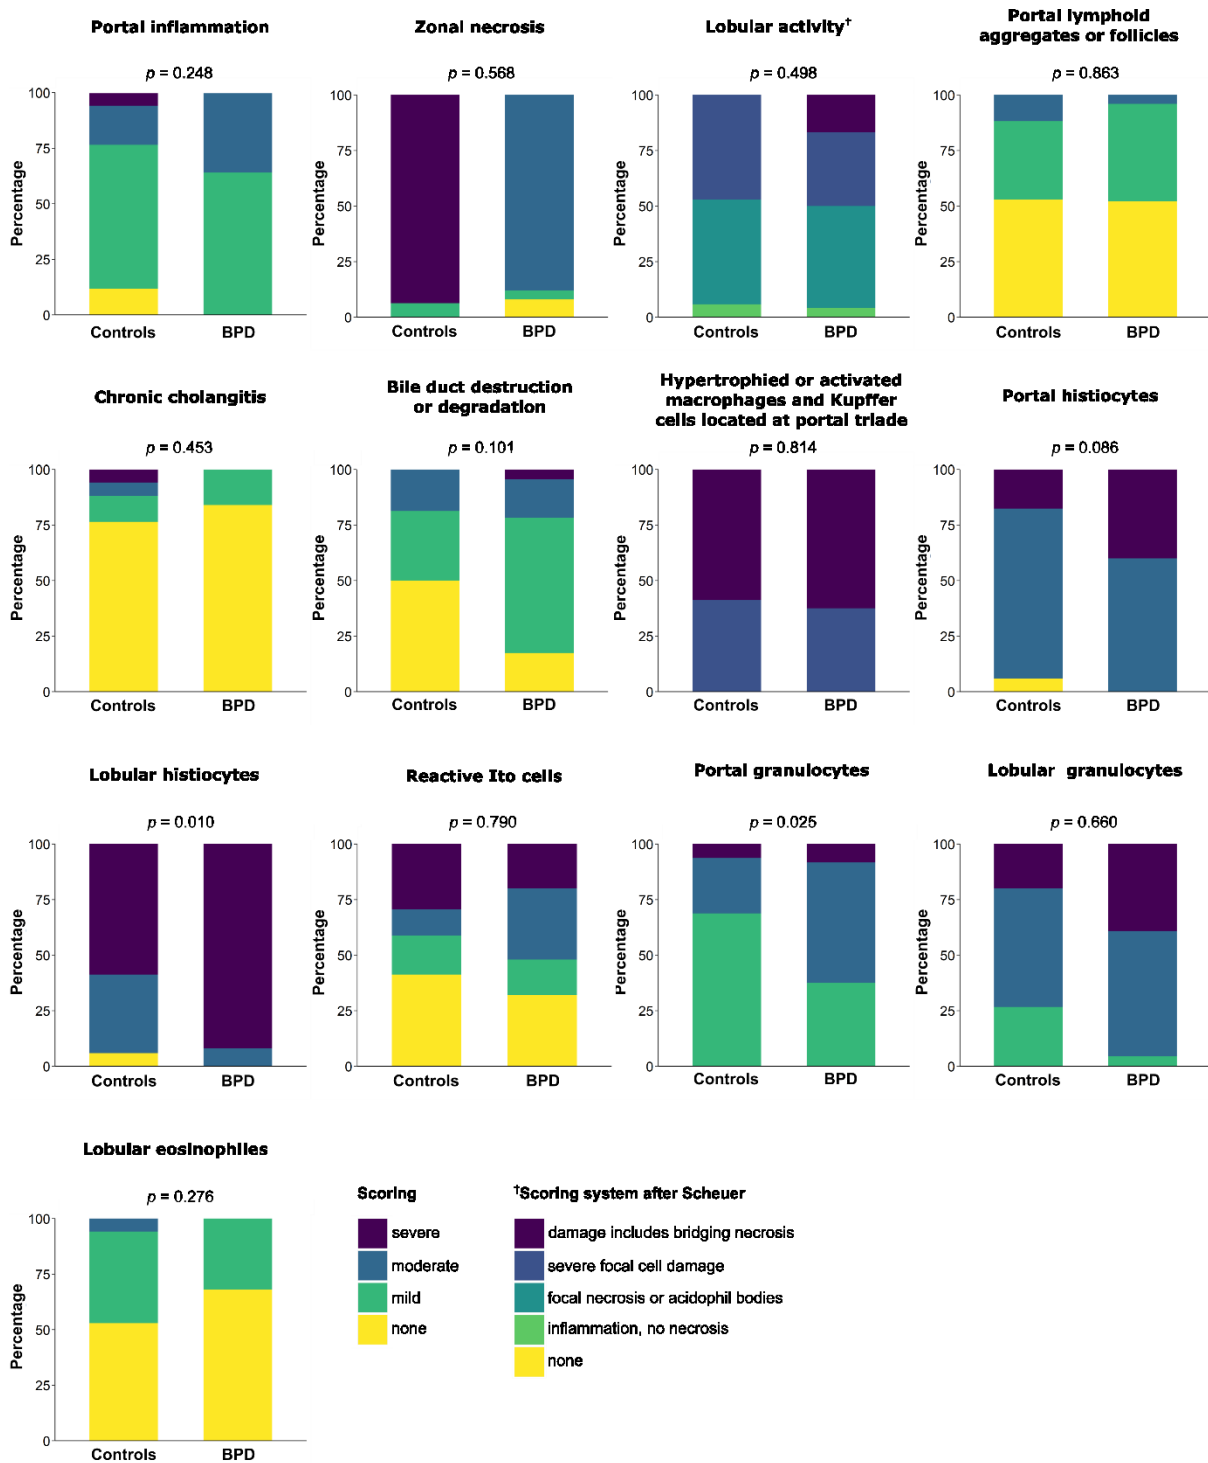 Portal inflammation
p = 0.248
Percentage
100
75
50
25
0
Controls
BPD
Zonal necrosis
p = 0.568
Percentage
100
75
50
25
0
Controls
BPD
Lobular activity†
p = 0.498
Percentage
100
75
50
25
0
Controls
BPD
Portal lymphoid
aggregates or follicles
p = 0.863
Percentage
100
75
50
25
0
Controls
BPD
Chronic cholangitis
p = 0.453
Percentage
100
75
50
25
0
Controls
BPD
Bile duct destruction
or degradation
p = 0.101
Percentage
100
75
50
25
0
Controls
BPD
Hypertrophied or activated
macrophages and Kupffer
cells located at portal triade
p = 0.814
Percentage
100
75
50
25
0
Controls
BPD
Portal histiocytes
p = 0.086
Percentage
100
75
50
25
0
Controls
BPD
Lobular histiocytes
p = 0.010
Percentage
100
75
50
25
0
Controls
BPD
Reactive Ito cells
p = 0.790
Percentage
100
75
50
25
0
Controls
BPD
Portal granulocytes
p = 0.025
Percentage
100
75
50
25
0
Controls
BPD
Lobular granulocytes
p = 0.660
Percentage
100
75
50
25
0
Controls
BPD
Lobular eosinophiles
p = 0.276
Percentage
100
75
50
25
0
Controls
BPD
Scoring
severe
moderate
mild
none
†Scoring system after Scheuer
damage includes bridging necrosis
severe focal cell damage
focal necrosis or acidophil bodies
inflammation, no necrosis
none